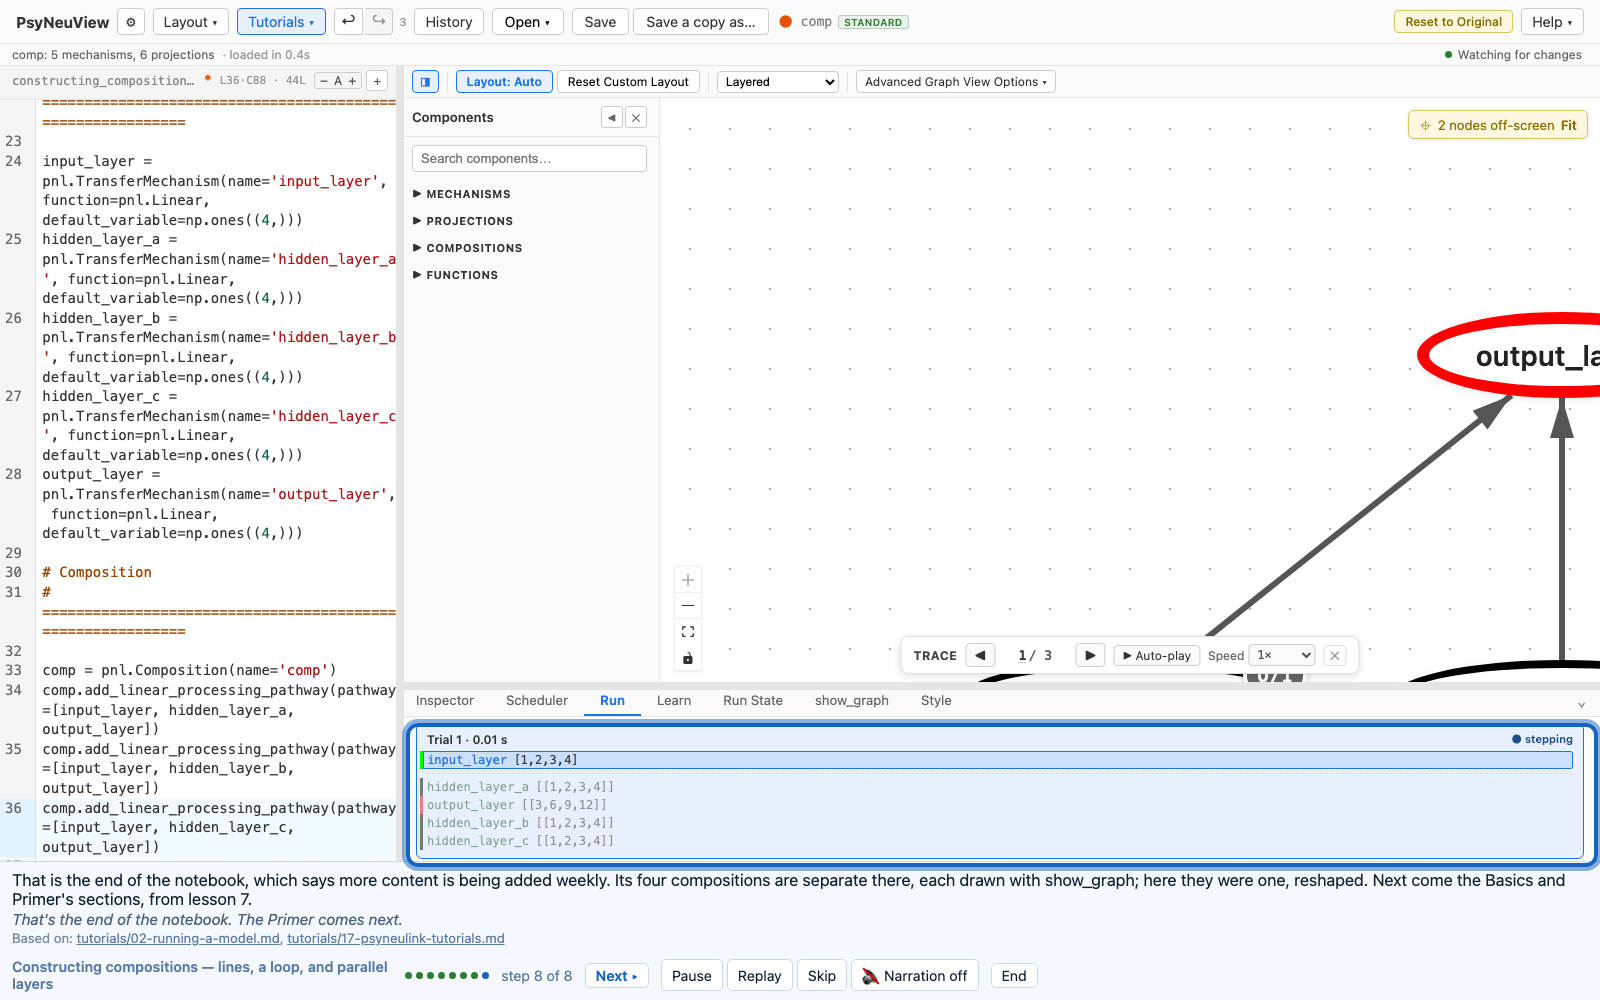 PsyNeuView ⚙ Layout ▾ Tutorials ▾ ↩ ↪ 3 History Open ▾ Save Save a copy as... comp STANDARD Reset to Original Help ▾
comp: 5 mechanisms, 6 projections · loaded in 0.4s Watching for changes
constructing_composition… * L36·C88 · 44L − A + +
Layout: Auto Reset Custom Layout Layered Advanced Graph View Options ▾
==========================================
=================
23
24 input_layer =
pnl.TransferMechanism(name='input_layer',
function=pnl.Linear,
default_variable=np.ones((4,)))
25 hidden_layer_a =
pnl.TransferMechanism(name='hidden_layer_a
', function=pnl.Linear,
default_variable=np.ones((4,)))
26 hidden_layer_b =
pnl.TransferMechanism(name='hidden_layer_b
', function=pnl.Linear,
default_variable=np.ones((4,)))
27 hidden_layer_c =
pnl.TransferMechanism(name='hidden_layer_c
', function=pnl.Linear,
default_variable=np.ones((4,)))
28 output_layer =
pnl.TransferMechanism(name='output_layer',
function=pnl.Linear,
default_variable=np.ones((4,)))
29
30 # Composition
31 #
==========================================
=================
32
33 comp = pnl.Composition(name='comp')
34 comp.add_linear_processing_pathway(pathway
=[input_layer, hidden_layer_a,
output_layer])
35 comp.add_linear_processing_pathway(pathway
=[input_layer, hidden_layer_b,
output_layer])
36 comp.add_linear_processing_pathway(pathway
=[input_layer, hidden_layer_c,
output_layer])
Components ◀ ✕
Search components…
▶ MECHANISMS
▶ PROJECTIONS
▶ COMPOSITIONS
▶ FUNCTIONS
2 nodes off-screen Fit
output_la
TRACE ◀ 1 / 3 ▶ ▶ Auto-play Speed 1× ✕
Inspector Scheduler Run Learn Run State show_graph Style
Trial 1 · 0.01 s stepping
input_layer [1,2,3,4]
hidden_layer_a [[1,2,3,4]]
output_layer [[3,6,9,12]]
hidden_layer_b [[1,2,3,4]]
hidden_layer_c [[1,2,3,4]]
That is the end of the notebook, which says more content is being added weekly. Its four compositions are separate there, each drawn with show_graph; here they were one, reshaped. Next come the Basics and
Primer's sections, from lesson 7.
That's the end of the notebook. The Primer comes next.
Based on: tutorials/02-running-a-model.md, tutorials/17-psyneulink-tutorials.md
Constructing compositions — lines, a loop, and parallel
layers
step 8 of 8 Next ▸ Pause Replay Skip Narration off End